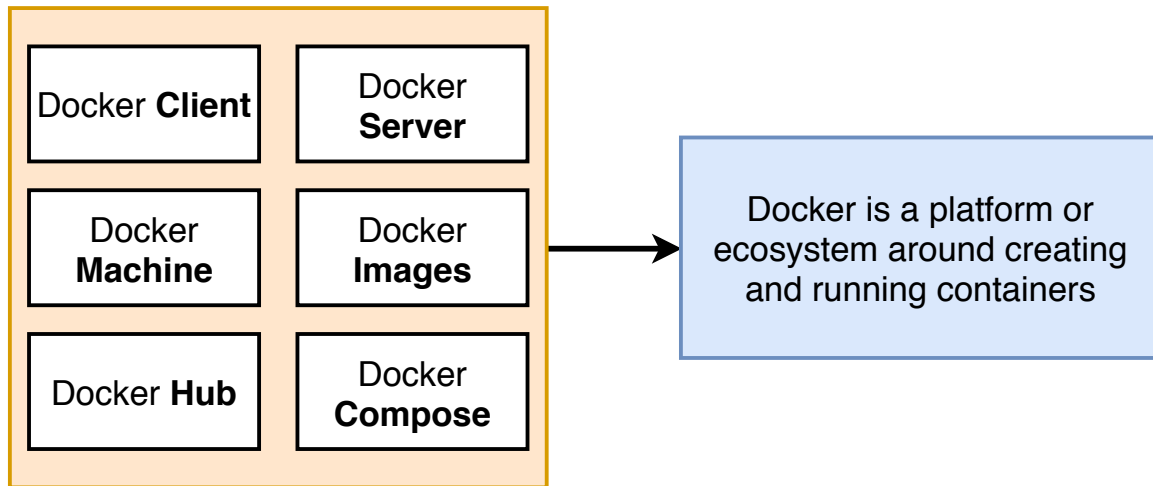 Docker Client
Docker
Server
Docker
Machine
Docker
Images
Docker Hub
Docker
Compose
Docker is a platform or
ecosystem around creating
and running containers